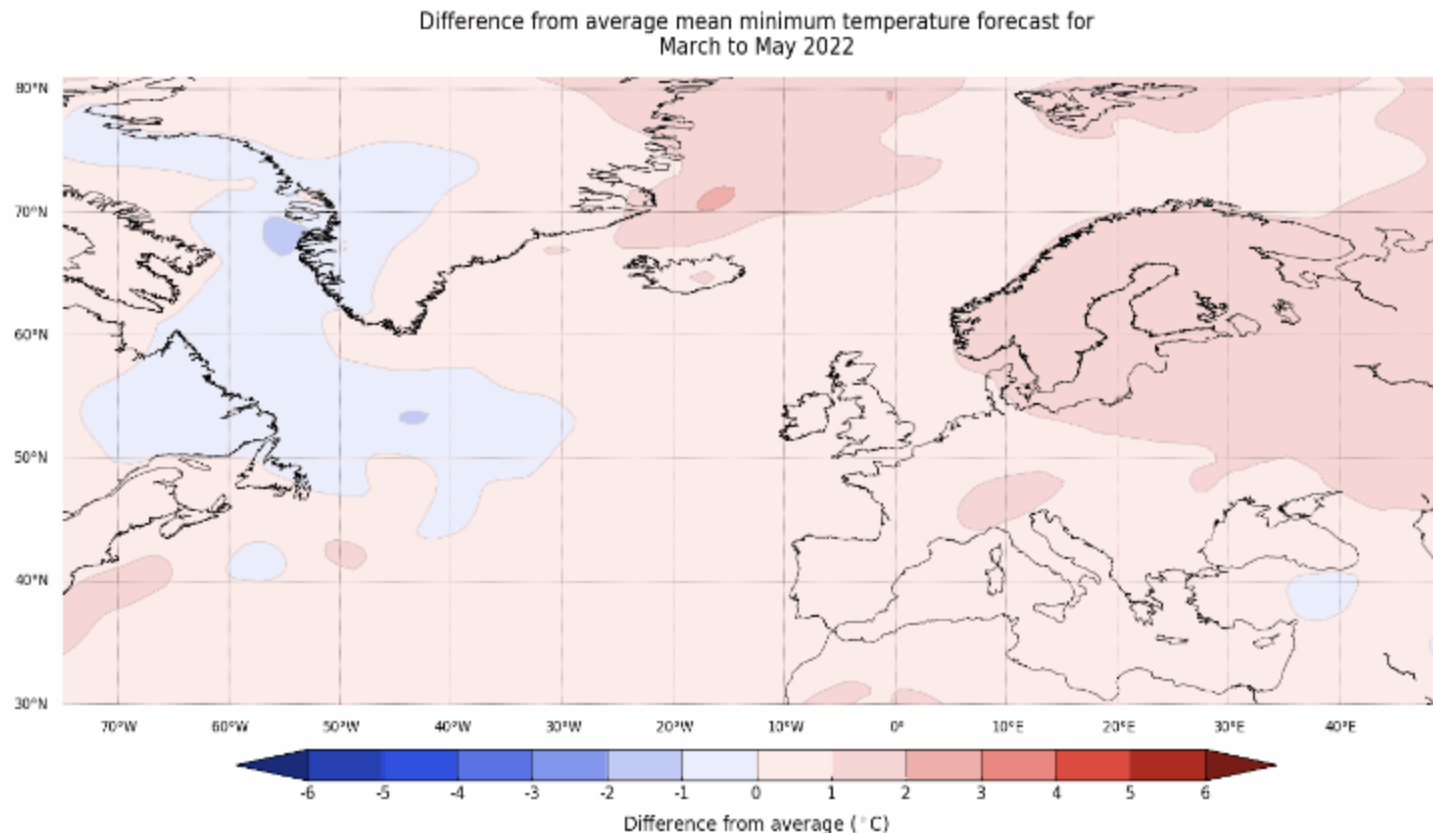 Difference from average mean minimum temperature forecast for
March to May 2022
80°N
70°N
60°N
50°N
40°N
30°N
70°W 60°W 50°W 40°W 30°W 20°W 10°W 0° 10°E 20°E 30°E 40°E
-6 -5 -4 -3 -2 -1 0 1 2 3 4 5 6
Difference from average (°C)